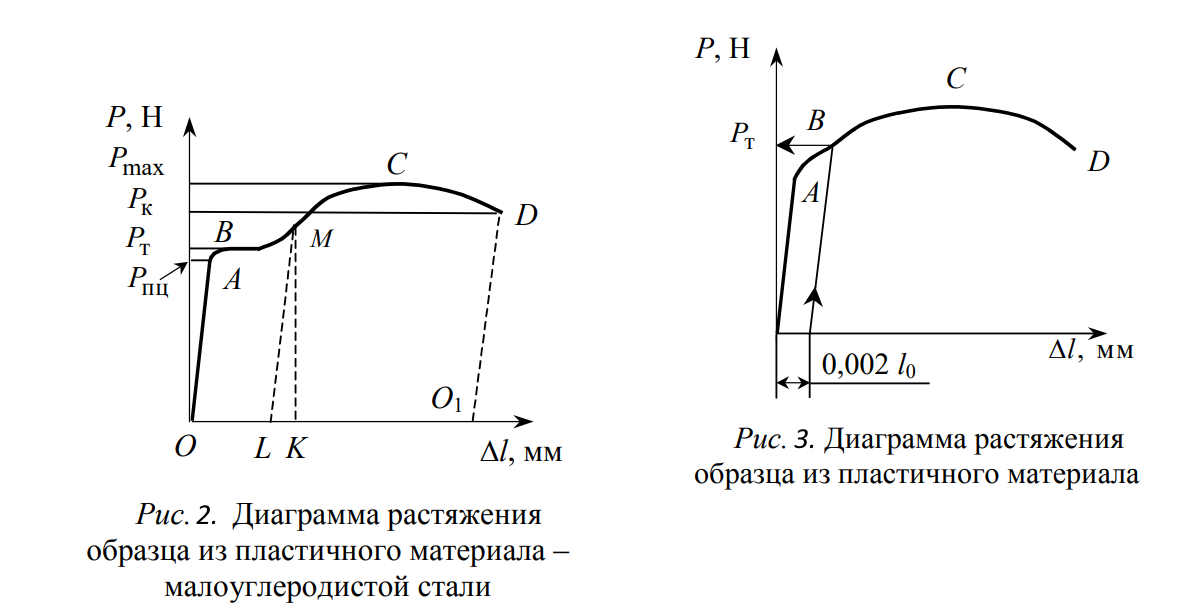 P, Н
Pmax
Pк
Pт
Pпц
B
A
C
M
D
O1
O
L
K
Δl, мм
Рис. 2. Диаграмма растяжения
образца из пластичного материала –
малоуглеродистой стали
P, Н
Pт
B
A
C
D
Δl, мм
0,002 l0
Рис. 3. Диаграмма растяжения
образца из пластичного материала